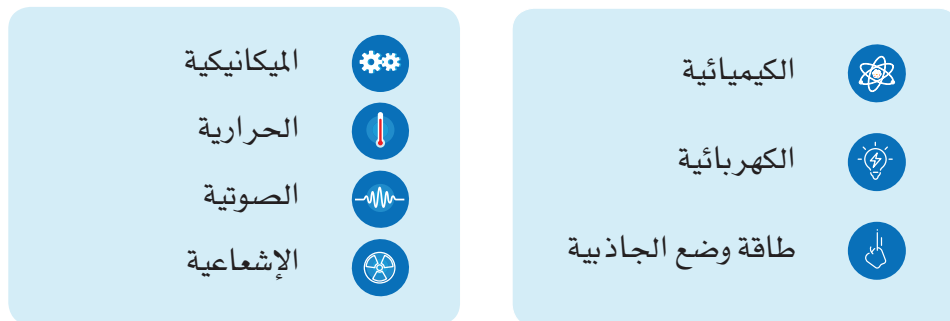 الكيميائية
الكهربائية
طاقة وضع الجاذبية
الميكانيكية
الحرارية
الصوتية
الإشعاعية